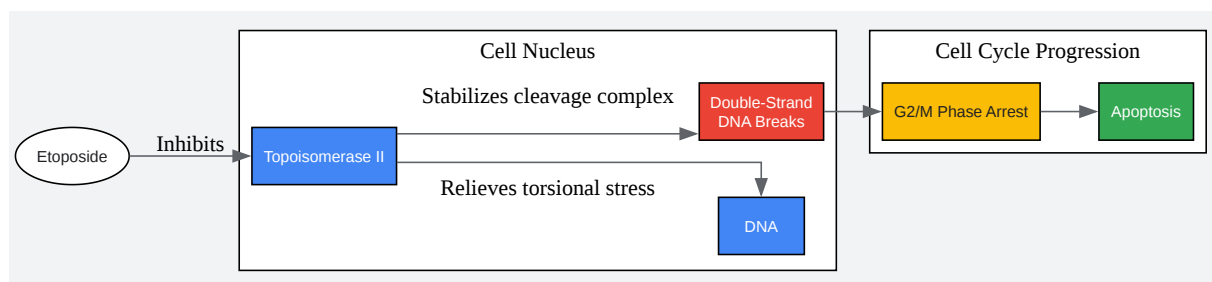 Cell Nucleus
Cell Cycle Progression
Stabilizes cleavage complex
Double-Strand
DNA Breaks
G2/M Phase Arrest
Apoptosis
Inhibits
Etoposide
Topoisomerase II
Relieves torsional stress
DNA